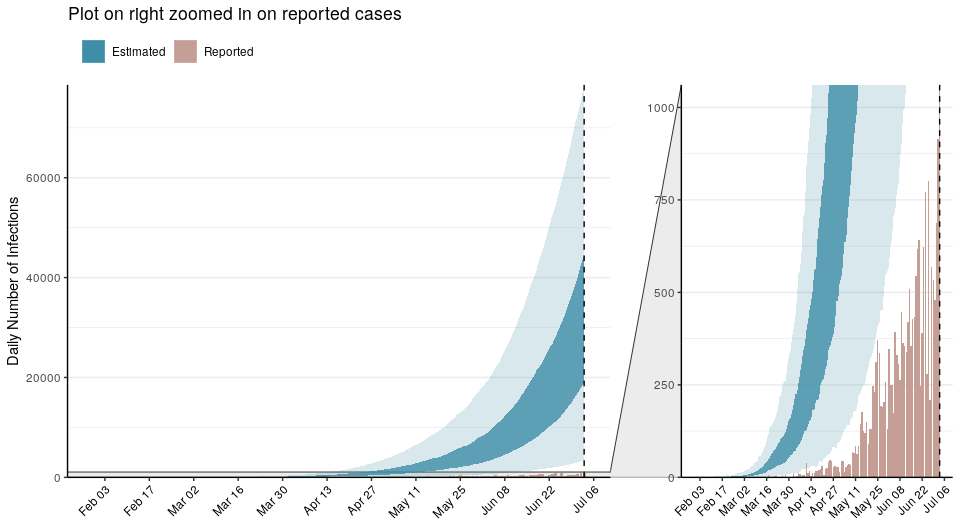 Plot on right zoomed in on reported cases
Estimated
Reported
Daily Number of Infections
60000
40000
20000
0
Feb 03
Feb 17
Mar 02
Mar 16
Mar 30
Apr 13
Apr 27
May 11
May 25
Jun 08
Jun 22
Jul 06
1000
750
500
250
0
Feb 03
Feb 17
Mar 02
Mar 16
Mar 30
Apr 13
Apr 27
May 11
May 25
Jun 08
Jun 22
Jul 06